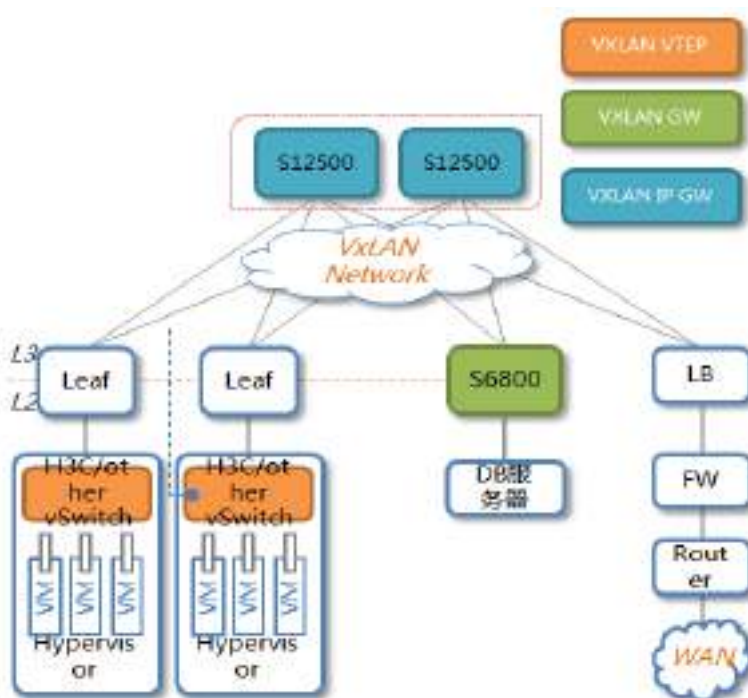 VXLAN VTEP
VXLAN GW
VXLAN IP GW
S12500
S12500
VxLAN
Network
L3
L2
Leaf
Leaf
S6800
LB
H3C/ot
her
vSwitch
H3C/ot
her
vSwitch
DB服
务器
FW
VM
VM
VM
VM
VM
VM
Rout
er
Hypervis
or
Hypervis
or
WAN